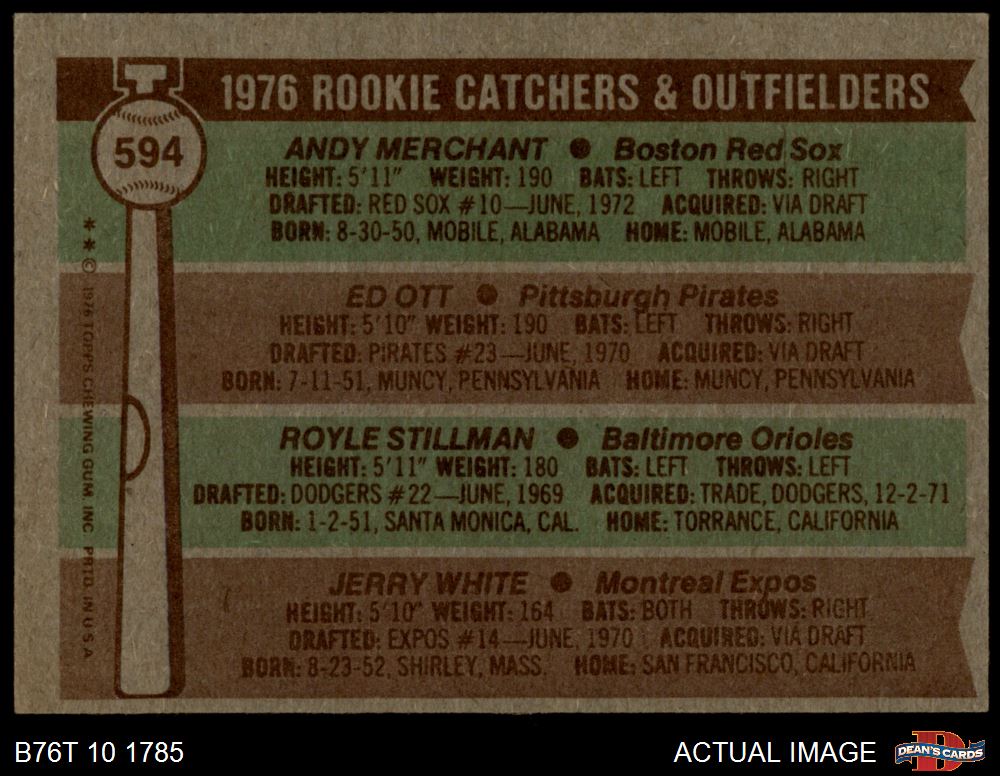 1976 ROOKIE CATCHERS & OUTFIELDERS
594
ANDY MERCHANT ● Boston Red Sox
HEIGHT: 5'11" WEIGHT: 190 BATS: LEFT THROWS: RIGHT
DRAFTED: RED SOX #10—JUNE, 1972 ACQUIRED: VIA DRAFT
BORN: 8-30-50, MOBILE, ALABAMA HOME: MOBILE, ALABAMA
ED OTT ● Pittsburgh Pirates
HEIGHT: 5'10" WEIGHT: 190 BATS: LEFT THROWS: RIGHT
DRAFTED: PIRATES #23—JUNE, 1970 ACQUIRED: VIA DRAFT
BORN: 7-11-51, MUNCY, PENNSYLVANIA HOME: MUNCY, PENNSYLVANIA
ROYLE STILLMAN ● Baltimore Orioles
HEIGHT: 5'11" WEIGHT: 180 BATS: LEFT THROWS: LEFT
DRAFTED: DODGERS #22—JUNE, 1969 ACQUIRED: TRADE, DODGERS, 12-2-71
BORN: 1-2-51, SANTA MONICA, CAL. HOME: TORRANCE, CALIFORNIA
JERRY WHITE ● Montreal Expos
HEIGHT: 5'10" WEIGHT: 164 BATS: BOTH THROWS: RIGHT
DRAFTED: EXPOS #14—JUNE, 1970 ACQUIRED: VIA DRAFT
BORN: 8-23-52, SHIRLEY, MASS. HOME: SAN FRANCISCO, CALIFORNIA
* * © 1976 TOPPS CHEWING GUM, INC. PRTD. IN U.S.A.
B76T 10 1785
ACTUAL IMAGE
DEAN'S CARDS